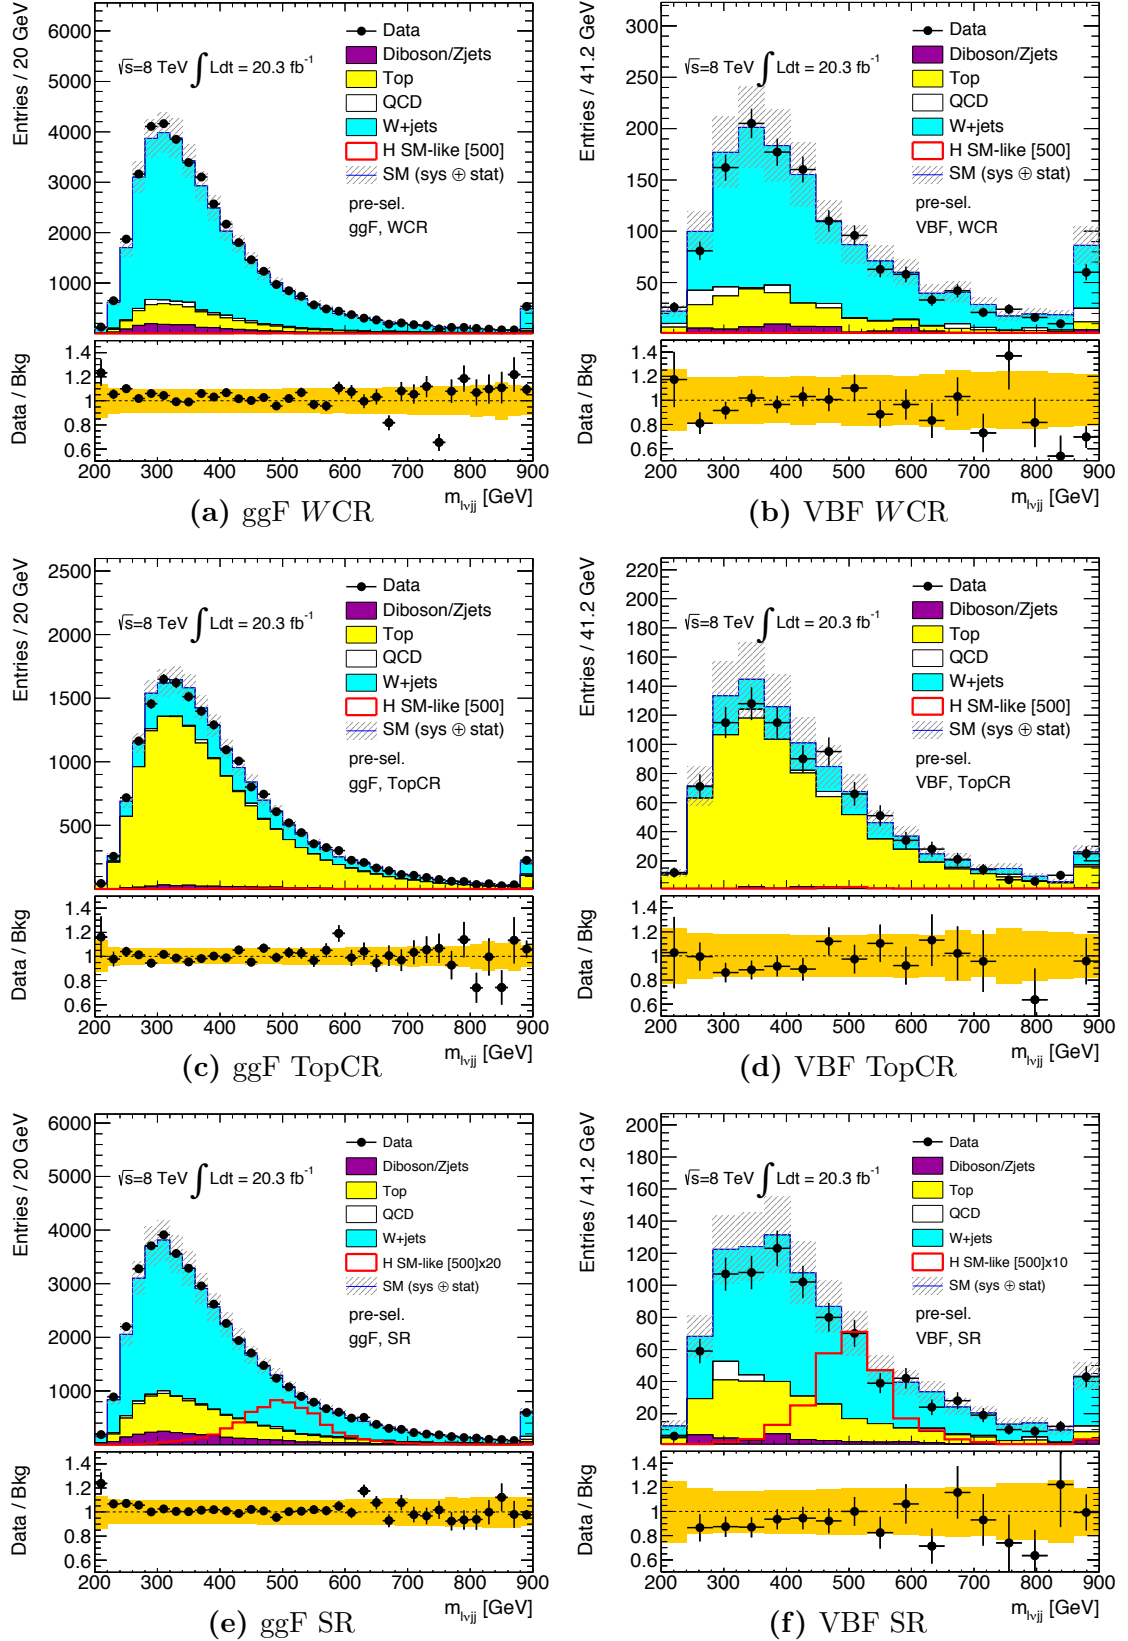 Entries / 20 GeV
6000
5000
4000
3000
2000
1000
√s=8 TeV ∫ Ldt = 20.3 fb⁻¹
Data
Diboson/Zjets
Top
QCD
W+jets
H SM-like [500]
SM (sys ⊕ stat)
pre-sel.
ggF, WCR
Data / Bkg
1.4
1.2
1
0.8
0.6
200 300 400 500 600 700 800 900
m_lνjj [GeV]
(a) ggF WCR
Entries / 41.2 GeV
300
250
200
150
100
50
√s=8 TeV ∫ Ldt = 20.3 fb⁻¹
Data
Diboson/Zjets
Top
QCD
W+jets
H SM-like [500]
SM (sys ⊕ stat)
pre-sel.
VBF, WCR
Data / Bkg
1.4
1.2
1
0.8
0.6
200 300 400 500 600 700 800 900
m_lνjj [GeV]
(b) VBF WCR
Entries / 20 GeV
2500
2000
1500
1000
500
√s=8 TeV ∫ Ldt = 20.3 fb⁻¹
Data
Diboson/Zjets
Top
QCD
W+jets
H SM-like [500]
SM (sys ⊕ stat)
pre-sel.
ggF, TopCR
Data / Bkg
1.4
1.2
1
0.8
0.6
200 300 400 500 600 700 800 900
m_lνjj [GeV]
(c) ggF TopCR
Entries / 41.2 GeV
220
200
180
160
140
120
100
80
60
40
20
√s=8 TeV ∫ Ldt = 20.3 fb⁻¹
Data
Diboson/Zjets
Top
QCD
W+jets
H SM-like [500]
SM (sys ⊕ stat)
pre-sel.
VBF, TopCR
Data / Bkg
1.4
1.2
1
0.8
0.6
200 300 400 500 600 700 800 900
m_lνjj [GeV]
(d) VBF TopCR
Entries / 20 GeV
6000
5000
4000
3000
2000
1000
√s=8 TeV ∫ Ldt = 20.3 fb⁻¹
Data
Diboson/Zjets
Top
QCD
W+jets
H SM-like [500]x20
SM (sys ⊕ stat)
pre-sel.
ggF, SR
Data / Bkg
1.4
1.2
1
0.8
0.6
200 300 400 500 600 700 800 900
m_lνjj [GeV]
(e) ggF SR
Entries / 41.2 GeV
200
180
160
140
120
100
80
60
40
20
√s=8 TeV ∫ Ldt = 20.3 fb⁻¹
Data
Diboson/Zjets
Top
QCD
W+jets
H SM-like [500]x10
SM (sys ⊕ stat)
pre-sel.
VBF, SR
Data / Bkg
1.4
1.2
1
0.8
0.6
200 300 400 500 600 700 800 900
m_lνjj [GeV]
(f) VBF SR